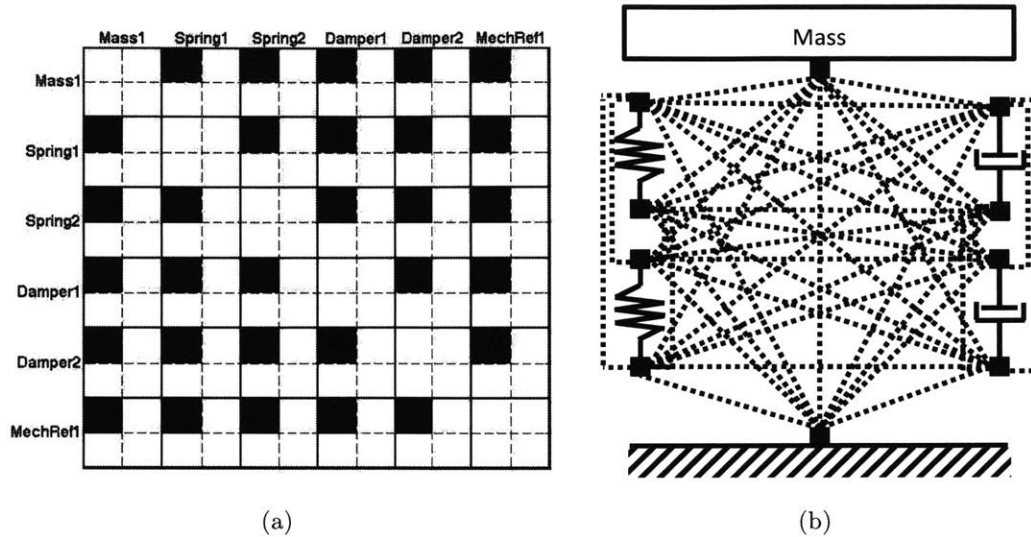 Mass1 Spring1 Spring2 Damper1 Damper2 MechRef1
Mass1
Spring1
Spring2
Damper1
Damper2
MechRef1
Mass
(a) (b)